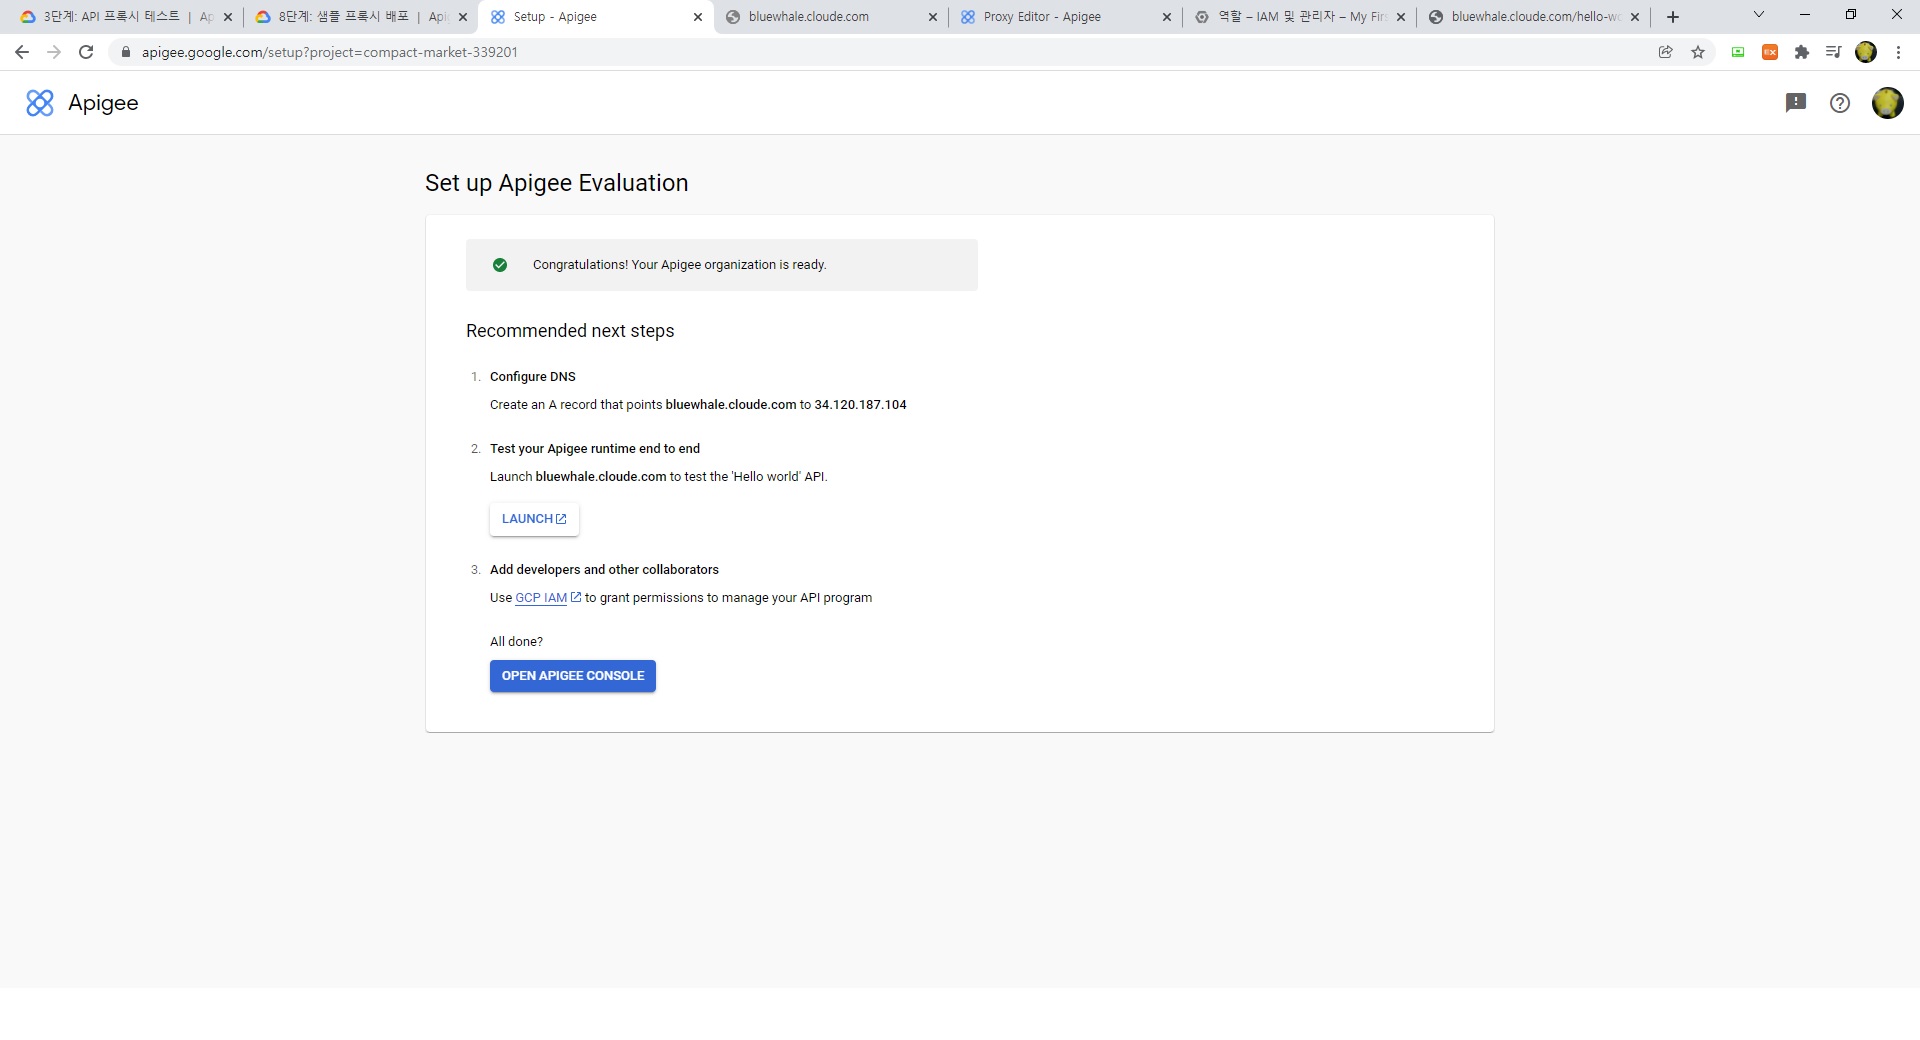 3단계: API 프록시 테스트 | Ap
8단계: 샘플 프록시 배포 | Apig
Setup - Apigee
bluewhale.cloude.com
Proxy Editor - Apigee
역할 – IAM 및 관리자 – My Fir
bluewhale.cloude.com/hello-wo
apigee.google.com/setup?project=compact-market-339201
EX
Apigee
Set up Apigee Evaluation
Congratulations! Your Apigee organization is ready.
Recommended next steps
1. Configure DNS
Create an A record that points bluewhale.cloude.com to 34.120.187.104
2. Test your Apigee runtime end to end
Launch bluewhale.cloude.com to test the 'Hello world' API.
LAUNCH
3. Add developers and other collaborators
Use GCP IAM to grant permissions to manage your API program
All done?
OPEN APIGEE CONSOLE